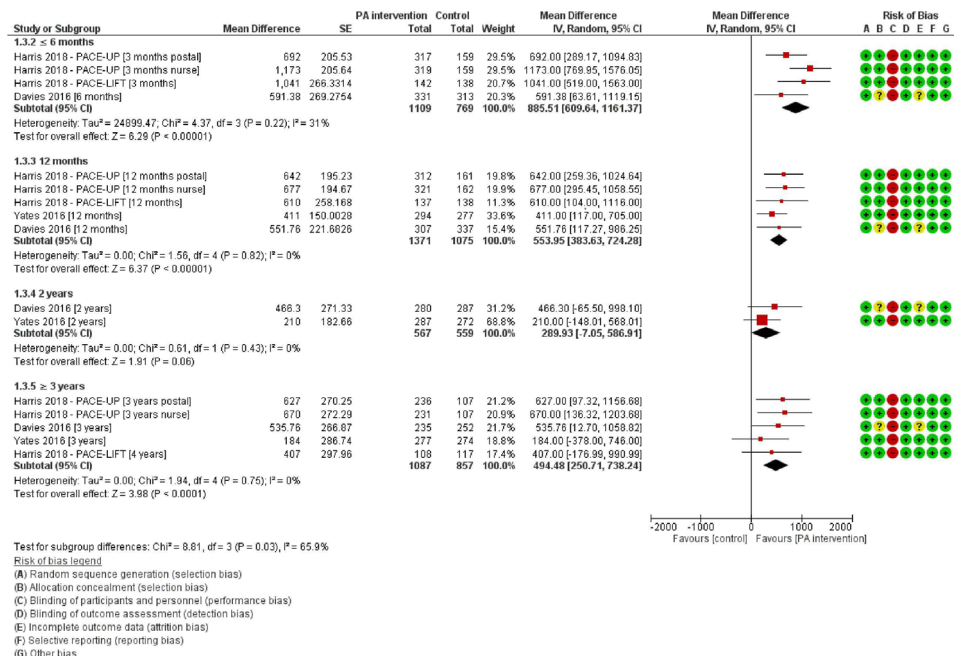 PA intervention Control Mean Difference Mean Difference Risk of Bias
Study or Subgroup Mean Difference SE Total Total Weight IV, Random, 95% CI IV, Random, 95% CI A B C D E F G
1.3.2 ≤ 6 months
Harris 2018 - PACE-UP [3 months postal] 692 205.53 317 159 29.5% 692.00 [289.17, 1094.83] + + - + + + +
Harris 2018 - PACE-UP [3 months nurse] 1,173 205.64 319 159 29.5% 1173.00 [769.95, 1576.05] + + - + + + +
Harris 2018 - PACE-LIFT [3 months] 1,041 266.3314 142 138 20.7% 1041.00 [519.00, 1563.00] + + - + + + +
Davies 2016 [6 months] 591.38 269.2754 331 313 20.3% 591.38 [63.61, 1119.15] + ? - + ? + +
Subtotal (95% CI) 1109 769 100.0% 885.51 [609.64, 1161.37]
Heterogeneity: Tau² = 24899.47; Chi² = 4.37, df = 3 (P = 0.22); I² = 31%
Test for overall effect: Z = 6.29 (P < 0.00001)
1.3.3 12 months
Harris 2018 - PACE-UP [12 months postal] 642 195.23 312 161 19.8% 642.00 [259.36, 1024.64] + + - + + + +
Harris 2018 - PACE-UP [12 months nurse] 677 194.67 321 162 19.9% 677.00 [295.45, 1058.55] + + - + + + +
Harris 2018 - PACE-LIFT [12 months] 610 258.168 137 138 11.3% 610.00 [104.00, 1116.00] + + - + + + +
Yates 2016 [12 months] 411 150.0028 294 277 33.6% 411.00 [117.00, 705.00] + + - + + + +
Davies 2016 [12 months] 551.76 221.6826 307 337 15.4% 551.76 [117.27, 986.25] + ? - + ? + +
Subtotal (95% CI) 1371 1075 100.0% 553.95 [383.63, 724.28]
Heterogeneity: Tau² = 0.00; Chi² = 1.56, df = 4 (P = 0.82); I² = 0%
Test for overall effect: Z = 6.37 (P < 0.00001)
1.3.4 2 years
Davies 2016 [2 years] 466.3 271.33 280 287 31.2% 466.30 [-65.50, 998.10] + ? - + ? + +
Yates 2016 [2 years] 210 182.66 287 272 68.8% 210.00 [-148.01, 568.01] + + - + + + +
Subtotal (95% CI) 567 559 100.0% 289.93 [-7.05, 586.91]
Heterogeneity: Tau² = 0.00; Chi² = 0.61, df = 1 (P = 0.43); I² = 0%
Test for overall effect: Z = 1.91 (P = 0.06)
1.3.5 ≥ 3 years
Harris 2018 - PACE-UP [3 years postal] 627 270.25 236 107 21.2% 627.00 [97.32, 1156.68] + + - + + + +
Harris 2018 - PACE-UP [3 years nurse] 670 272.29 231 107 20.9% 670.00 [136.32, 1203.68] + + - + + + +
Davies 2016 [3 years] 535.76 266.87 235 252 21.7% 535.76 [12.70, 1058.82] + ? - + ? + +
Yates 2016 [3 years] 184 286.74 277 274 18.8% 184.00 [-378.00, 746.00] + + - + + + +
Harris 2018 - PACE-LIFT [4 years] 407 297.96 108 117 17.4% 407.00 [-176.99, 990.99] + + - + + + +
Subtotal (95% CI) 1087 857 100.0% 494.48 [250.71, 738.24]
Heterogeneity: Tau² = 0.00; Chi² = 1.94, df = 4 (P = 0.75); I² = 0%
Test for overall effect: Z = 3.98 (P < 0.0001)
-2000 -1000 0 1000 2000
Favours [control] Favours [PA intervention]
Test for subgroup differences: Chi² = 8.81, df = 3 (P = 0.03), I² = 65.9%
Risk of bias legend
(A) Random sequence generation (selection bias)
(B) Allocation concealment (selection bias)
(C) Blinding of participants and personnel (performance bias)
(D) Blinding of outcome assessment (detection bias)
(E) Incomplete outcome data (attrition bias)
(F) Selective reporting (reporting bias)
(G) Other bias